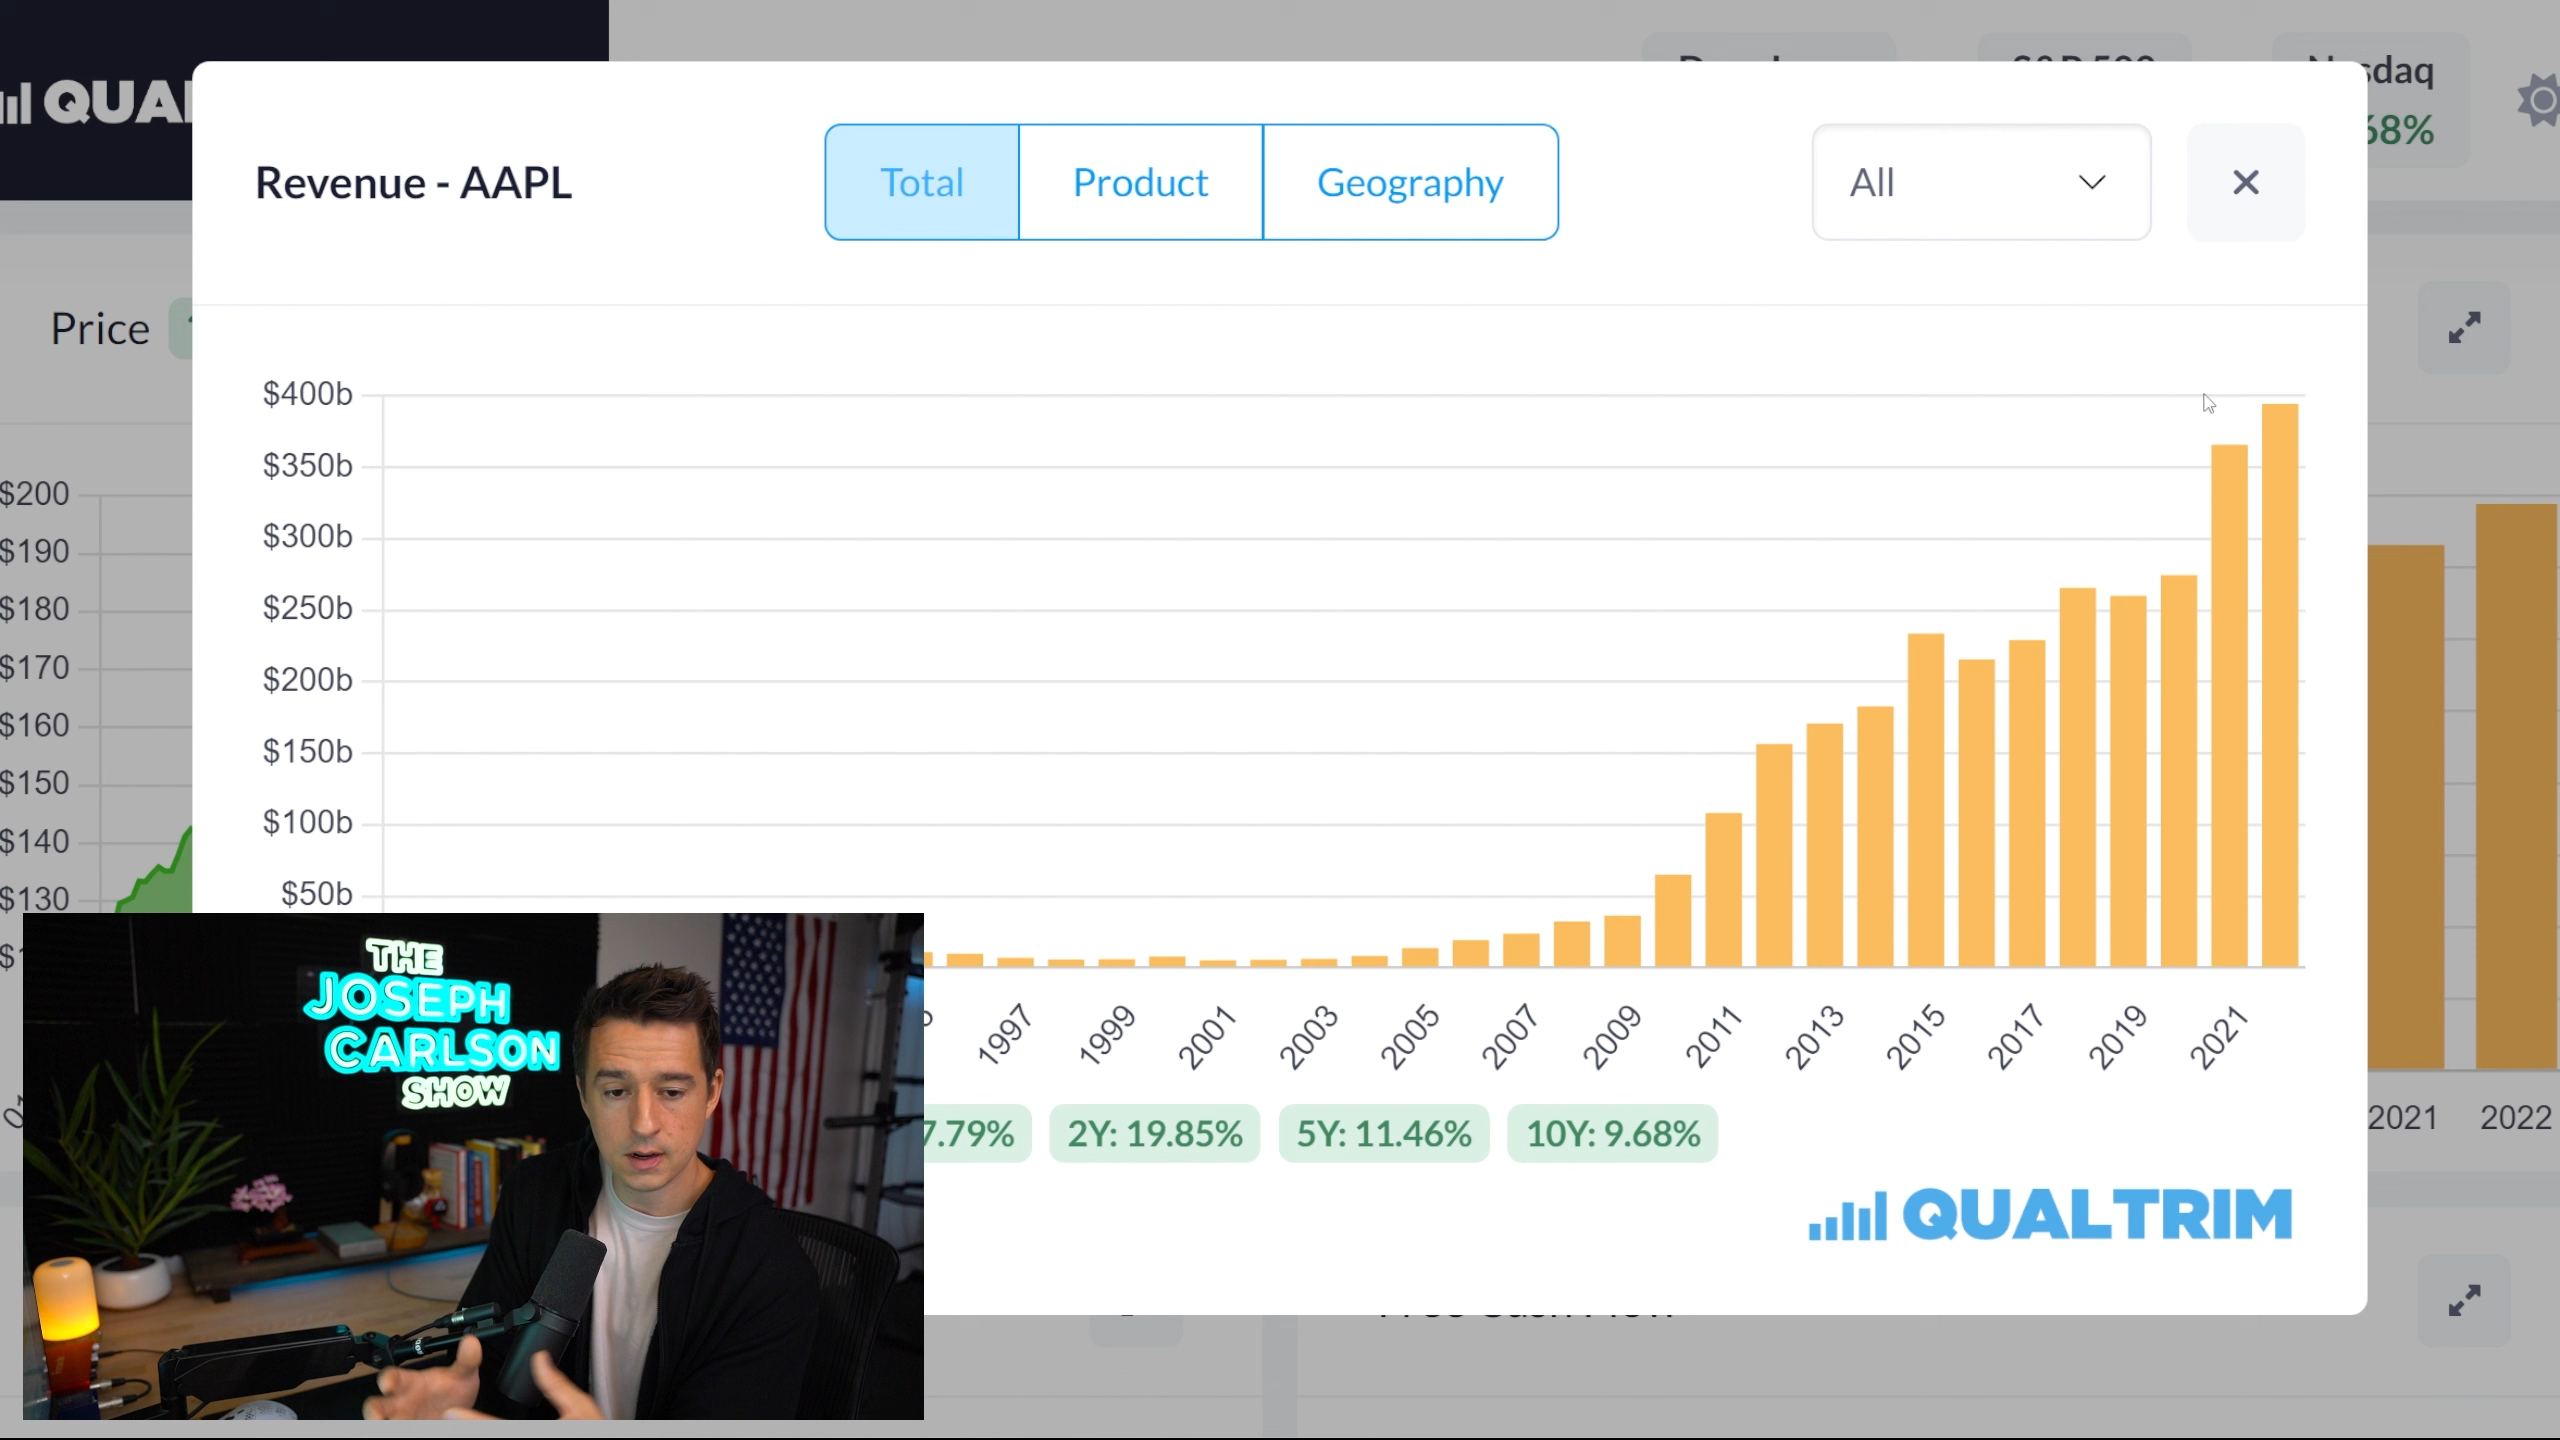 QUAL
Nasdaq
68%
Revenue - AAPL
Total
Product
Geography
All
Price
$400b
$350b
$300b
$250b
$200b
$150b
$100b
$50b
$200
$190
$180
$170
$160
$150
$140
$130
THE
JOSEPH
CARLSON
SHOW
1997
1999
2001
2003
2005
2007
2009
2011
2013
2015
2017
2019
2021
2021
2022
7.79%
2Y: 19.85%
5Y: 11.46%
10Y: 9.68%
QUALTRIM